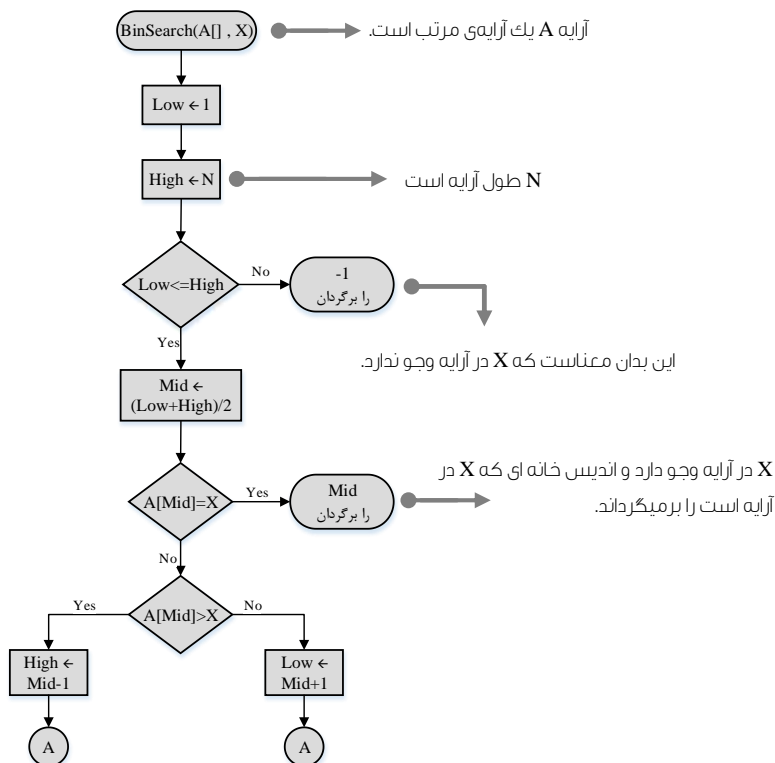 BinSearch(A[] , X)
آرایه A یك آرایه‌ی مرتب است.
Low ← 1
High ← N
N طول آرایه است
Low<=High
No
-1
را برگردان
Yes
این بدان معناست که X در آرایه وجو ندارد.
Mid ←
(Low+High)/2
X در آرایه وجو دارد و اندیس خانه ای که X در
آرایه است را برمیگرداند.
A[Mid]=X
Yes
Mid
را برگردان
No
A[Mid]>X
Yes
No
High ←
Mid-1
Low ←
Mid+1
A
A